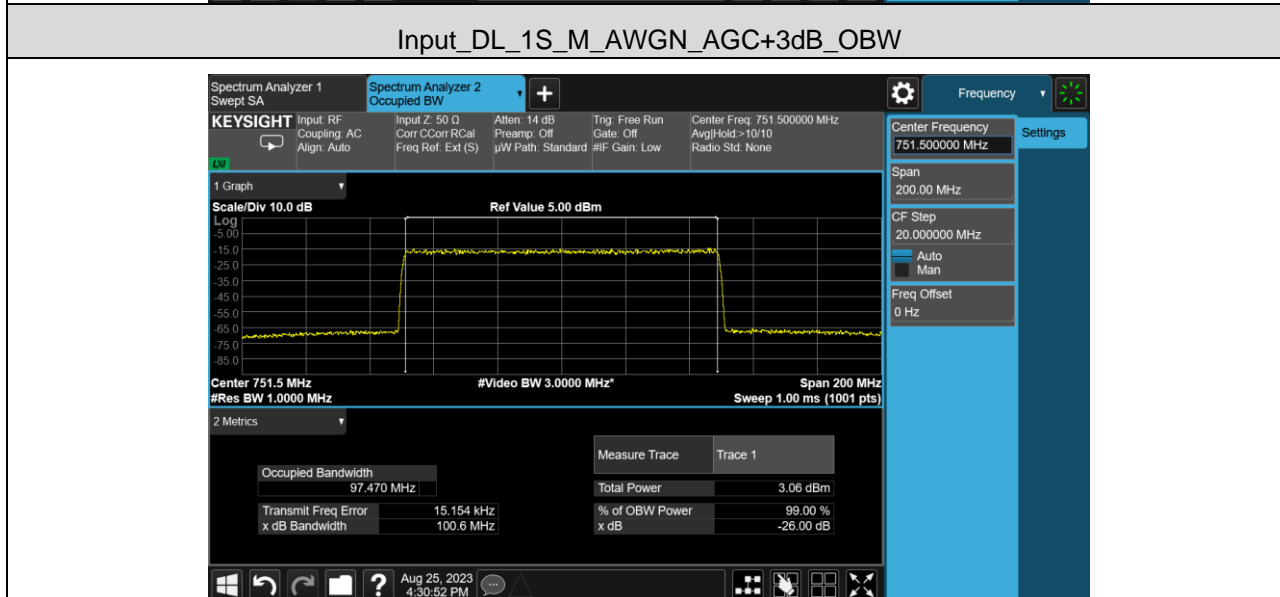 Input_DL_1S_M_AWGN_AGC+3dB_OBW
Spectrum Analyzer 1
Swept SA
Spectrum Analyzer 2
Occupied BW
Frequency
KEYSIGHT
Input: RF
Coupling: AC
Align: Auto
Input Z: 50 Ω
Corr CCorr RCal
Freq Ref: Ext (S)
Atten: 14 dB
Preamp: Off
µW Path: Standard
Trig: Free Run
Gate: Off
#IF Gain: Low
Center Freq: 751.500000 MHz
Avg|Hold:>10/10
Radio Std: None
LXI
Center Frequency
751.500000 MHz
Settings
Span
200.00 MHz
CF Step
20.000000 MHz
Auto
Man
Freq Offset
0 Hz
1 Graph
Scale/Div 10.0 dB
Ref Value 5.00 dBm
Log
-5.00
-15.0
-25.0
-35.0
-45.0
-55.0
-65.0
-75.0
-85.0
Center 751.5 MHz
#Video BW 3.0000 MHz*
Span 200 MHz
#Res BW 1.0000 MHz
Sweep 1.00 ms (1001 pts)
2 Metrics
Measure Trace
Trace 1
Occupied Bandwidth
97.470 MHz
Total Power
3.06 dBm
Transmit Freq Error
15.154 kHz
% of OBW Power
99.00 %
x dB Bandwidth
100.6 MHz
x dB
-26.00 dB
?
Aug 25, 2023
4:30:52 PM